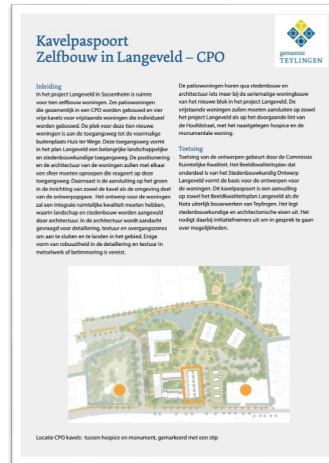 Kavelpaspoort
Zelfbouw in Langeveld – CPO
gemeente
TEYLINGEN
Inleiding
In het project Langeveld in Sassenheim is ruimte
voor tien zelfbouw woningen. Zes patiowoningen
die gezamenlijk in een CPO worden gebouwd en vier
vrije kavels voor vrijstaande woningen die individueel
worden gebouwd. De plek voor deze tien nieuwe
woningen is aan de toegangsweg tot de voormalige
buitenplaats Huis ter Wege. Deze toegangsweg vormt
in het plan Langeveld een belangrijke landschappelijke
en stedenbouwkundige toegangsweg. De positionering
en de architectuur van de woningen zullen met elkaar
een sfeer moeten oproepen die reageert op deze
toegangsweg. Daarnaast is de aansluiting op het groen
in de inrichting van zowel de kavel als de omgeving deel
van de ontwerpopgave. Het ontwerp voor de woningen
zal een integrale ruimtelijke kwaliteit moeten hebben,
waarin landschap en stedenbouw worden aangevuld
door architectuur. In de architectuur wordt aandacht
gevraagd voor detaillering, textuur en overgangszones
om aan te sluiten en te landen in het gebied. Enige
vorm van robuustheid in de detaillering en textuur in
metselwerk of betimmering is vereist.
De patiowoningen horen qua stedenbouw en
architectuur iets meer bij de seriematige woningbouw
van het nieuwe blok in het project Langeveld. De
vrijstaande woningen zullen moeten aansluiten op zowel
het project Langeveld als op het doorgaande lint van
de Hoofdstraat, met het naastgelegen hospice en de
monumentale woning.
Toetsing
Toetsing van de ontwerpen gebeurt door de Commissie
Ruimtelijke Kwaliteit. Het Beeldkwaliteitsplan dat
onderdeel is van het Stedenbouwkundig Ontwerp
Langeveld vormt de basis voor de ontwerpen voor
de woningen. Dit kavelpaspoort is een aanvulling
op zowel het Beeldkwaliteitsplan Langeveld als de
Nota uiterlijk bouwwerken van Teylingen. Het legt
stedenbouwkundige en architectonische eisen uit. Het
nodigt daarbij initiatiefnemers uit om in gesprek te gaan
over mogelijkheden.
Locatie CPO kavels: tussen hospice en monument, gemarkeerd met een stip